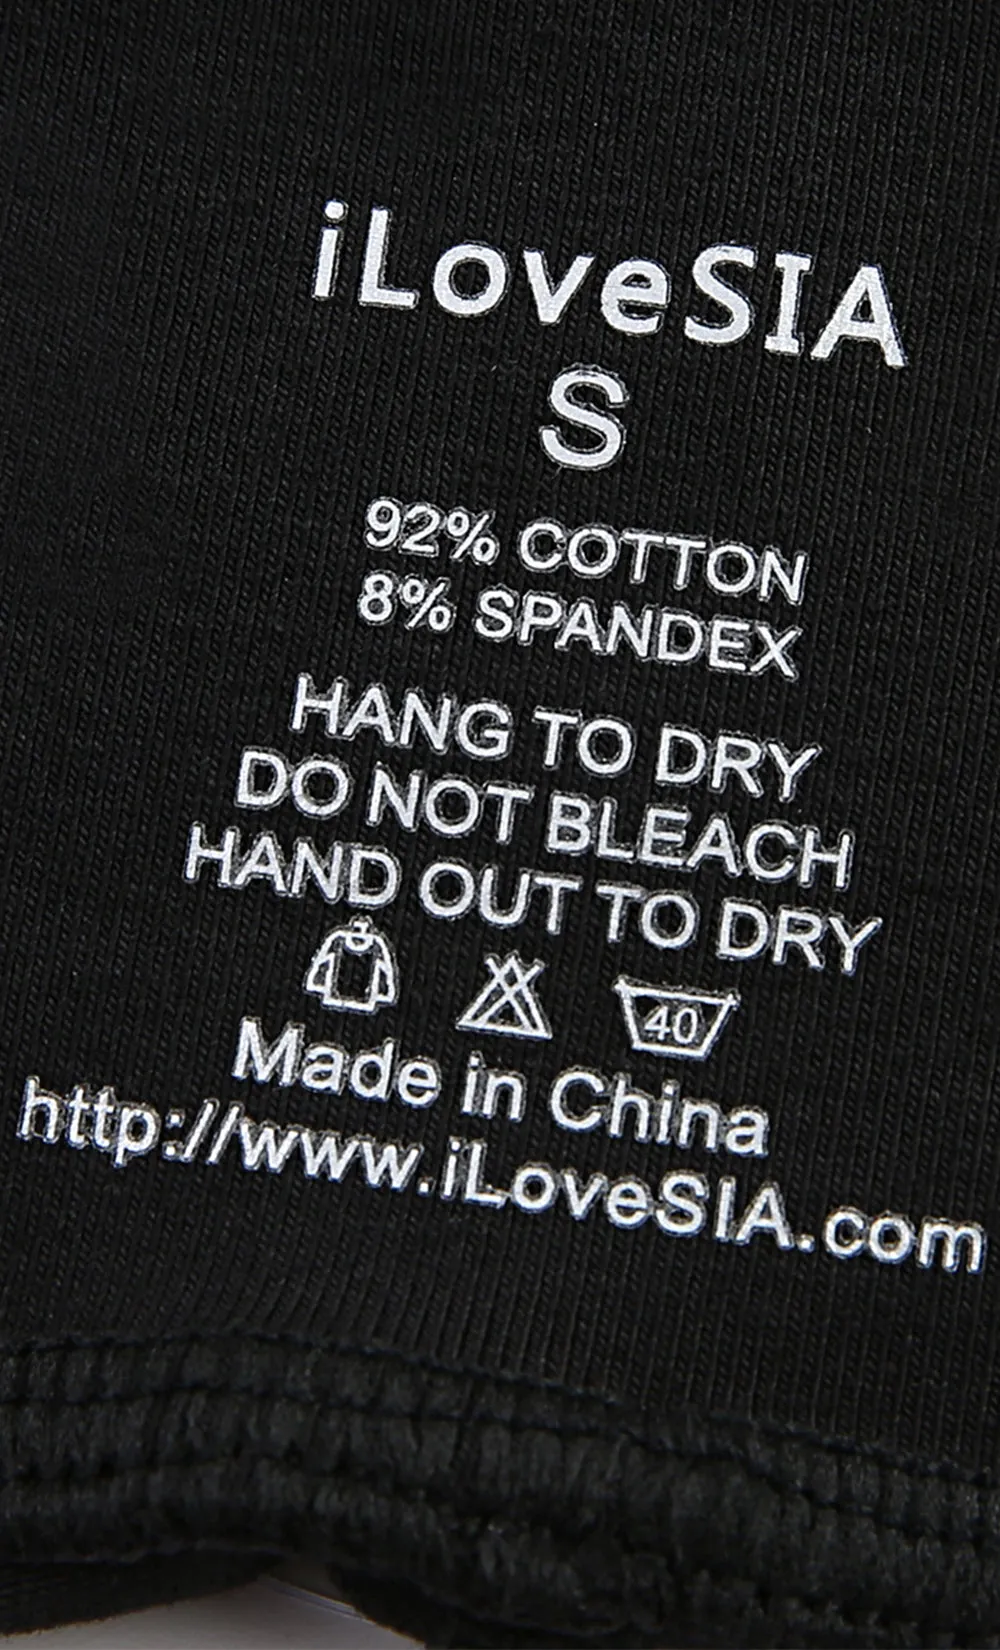 iLoveSIA
S
92% COTTON
8% SPANDEX
HANG TO DRY
DO NOT BLEACH
HAND OUT TO DRY
40
Made in China
http://www.iLoveSIA.com